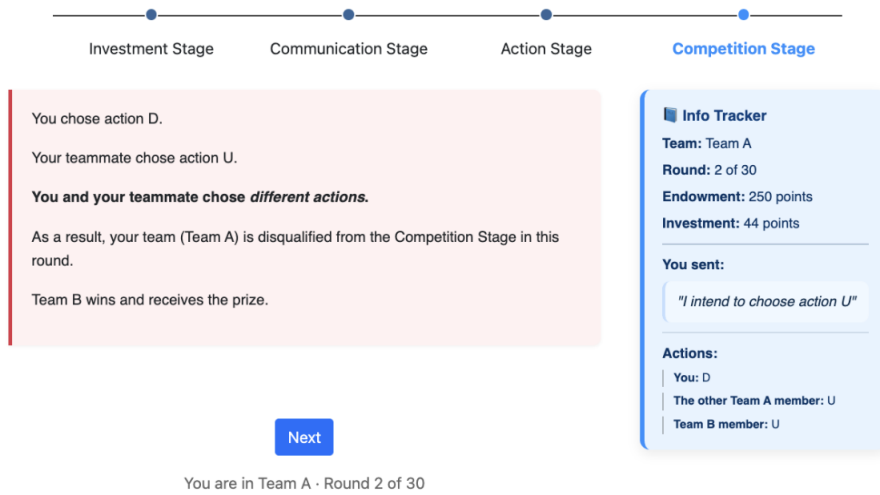 Investment Stage
Communication Stage
Action Stage
Competition Stage
You chose action D.
Your teammate chose action U.
You and your teammate chose different actions.
As a result, your team (Team A) is disqualified from the Competition Stage in this
round.
Team B wins and receives the prize.
Next
You are in Team A · Round 2 of 30
Info Tracker
Team: Team A
Round: 2 of 30
Endowment: 250 points
Investment: 44 points
You sent:
"I intend to choose action U"
Actions:
You: D
The other Team A member: U
Team B member: U